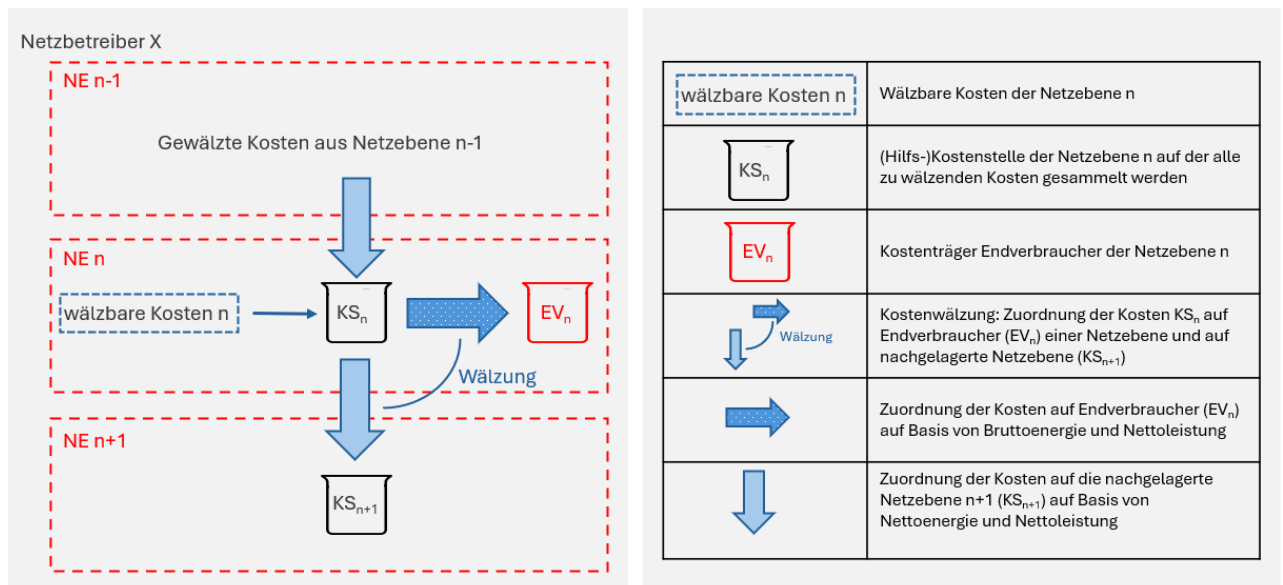 Netzbetreiber X
NE n-1
Gewälzte Kosten aus Netzebene n-1
NE n
wälzbare Kosten n
KSn
EVn
Wälzung
NE n+1
KSn+1
wälzbare Kosten n
Wälzbare Kosten der Netzebene n
KSn
(Hilfs-)Kostenstelle der Netzebene n auf der alle
zu wälzenden Kosten gesammelt werden
EVn
Kostenträger Endverbraucher der Netzebene n
Wälzung
Kostenwälzung: Zuordnung der Kosten KSn auf
Endverbraucher (EVn) einer Netzebene und auf
nachgelagerte Netzebene (KSn+1)
Zuordnung der Kosten auf Endverbraucher (EVn)
auf Basis von Bruttoenergie und Nettoleistung
Zuordnung der Kosten auf die nachgelagerte
Netzebene n+1 (KSn+1) auf Basis von
Nettoenergie und Nettoleistung